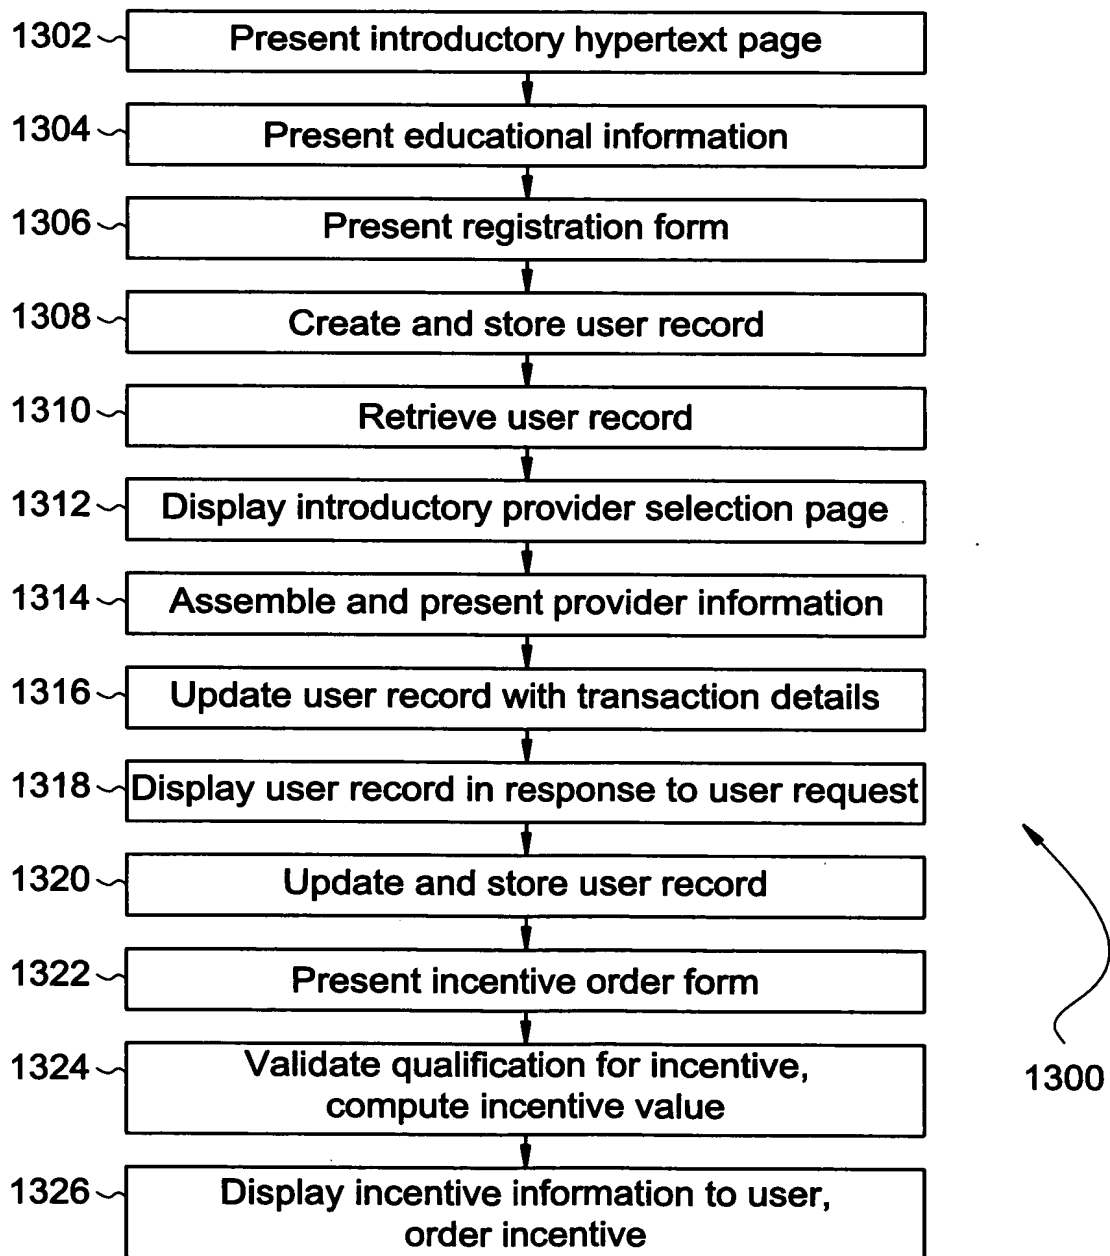 1302 Present introductory hypertext page
1304 Present educational information
1306 Present registration form
1308 Create and store user record
1310 Retrieve user record
1312 Display introductory provider selection page
1314 Assemble and present provider information
1316 Update user record with transaction details
1318 Display user record in response to user request
1320 Update and store user record
1322 Present incentive order form
1324 Validate qualification for incentive,
compute incentive value
1300
1326 Display incentive information to user,
order incentive